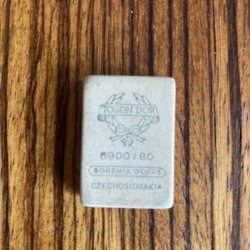 TOISON D'OR
6900/80
BOHEMIA WORKS
CZECHOSLOVAKIA